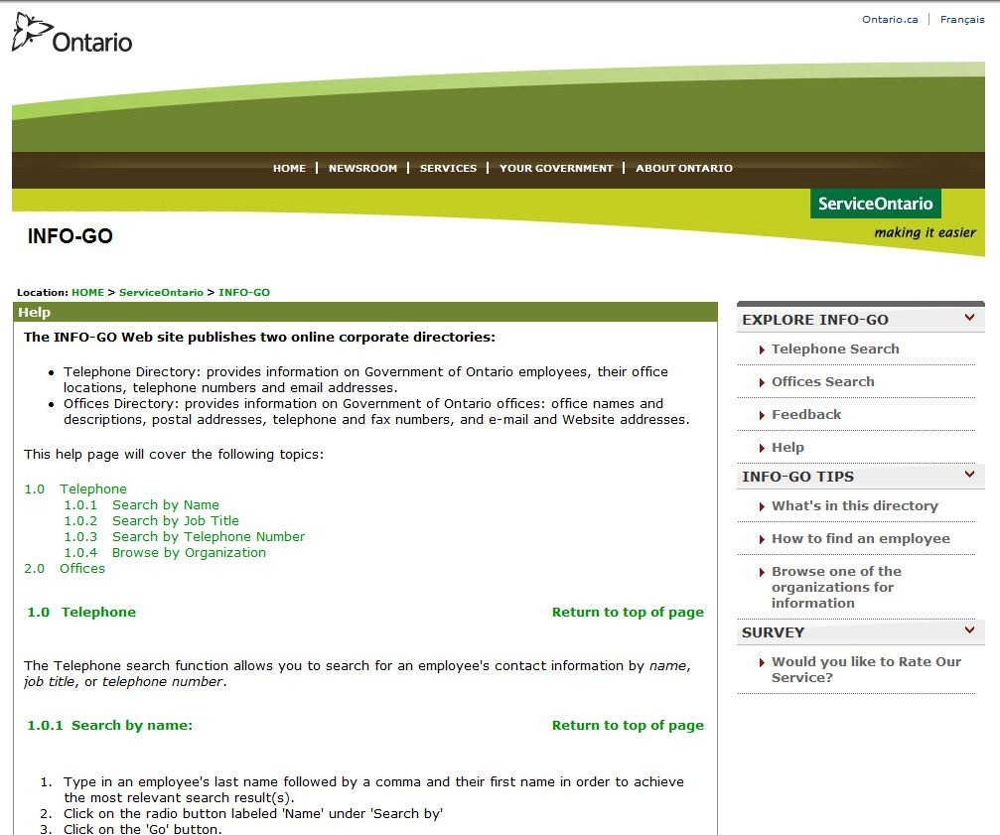 Ontario.ca | Français
Ontario
HOME | NEWSROOM | SERVICES | YOUR GOVERNMENT | ABOUT ONTARIO
ServiceOntario
making it easier
INFO-GO
Location: HOME > ServiceOntario > INFO-GO
Help
The INFO-GO Web site publishes two online corporate directories:
• Telephone Directory: provides information on Government of Ontario employees, their office
locations, telephone numbers and email addresses.
• Offices Directory: provides information on Government of Ontario offices: office names and
descriptions, postal addresses, telephone and fax numbers, and e-mail and Website addresses.
This help page will cover the following topics:
1.0 Telephone
1.0.1 Search by Name
1.0.2 Search by Job Title
1.0.3 Search by Telephone Number
1.0.4 Browse by Organization
2.0 Offices
1.0 Telephone Return to top of page
The Telephone search function allows you to search for an employee's contact information by name,
job title, or telephone number.
1.0.1 Search by name: Return to top of page
1. Type in an employee's last name followed by a comma and their first name in order to achieve
the most relevant search result(s).
2. Click on the radio button labeled 'Name' under 'Search by'
3. Click on the 'Go' button.
EXPLORE INFO-GO
Telephone Search
Offices Search
Feedback
Help
INFO-GO TIPS
What's in this directory
How to find an employee
Browse one of the
organizations for
information
SURVEY
Would you like to Rate Our
Service?